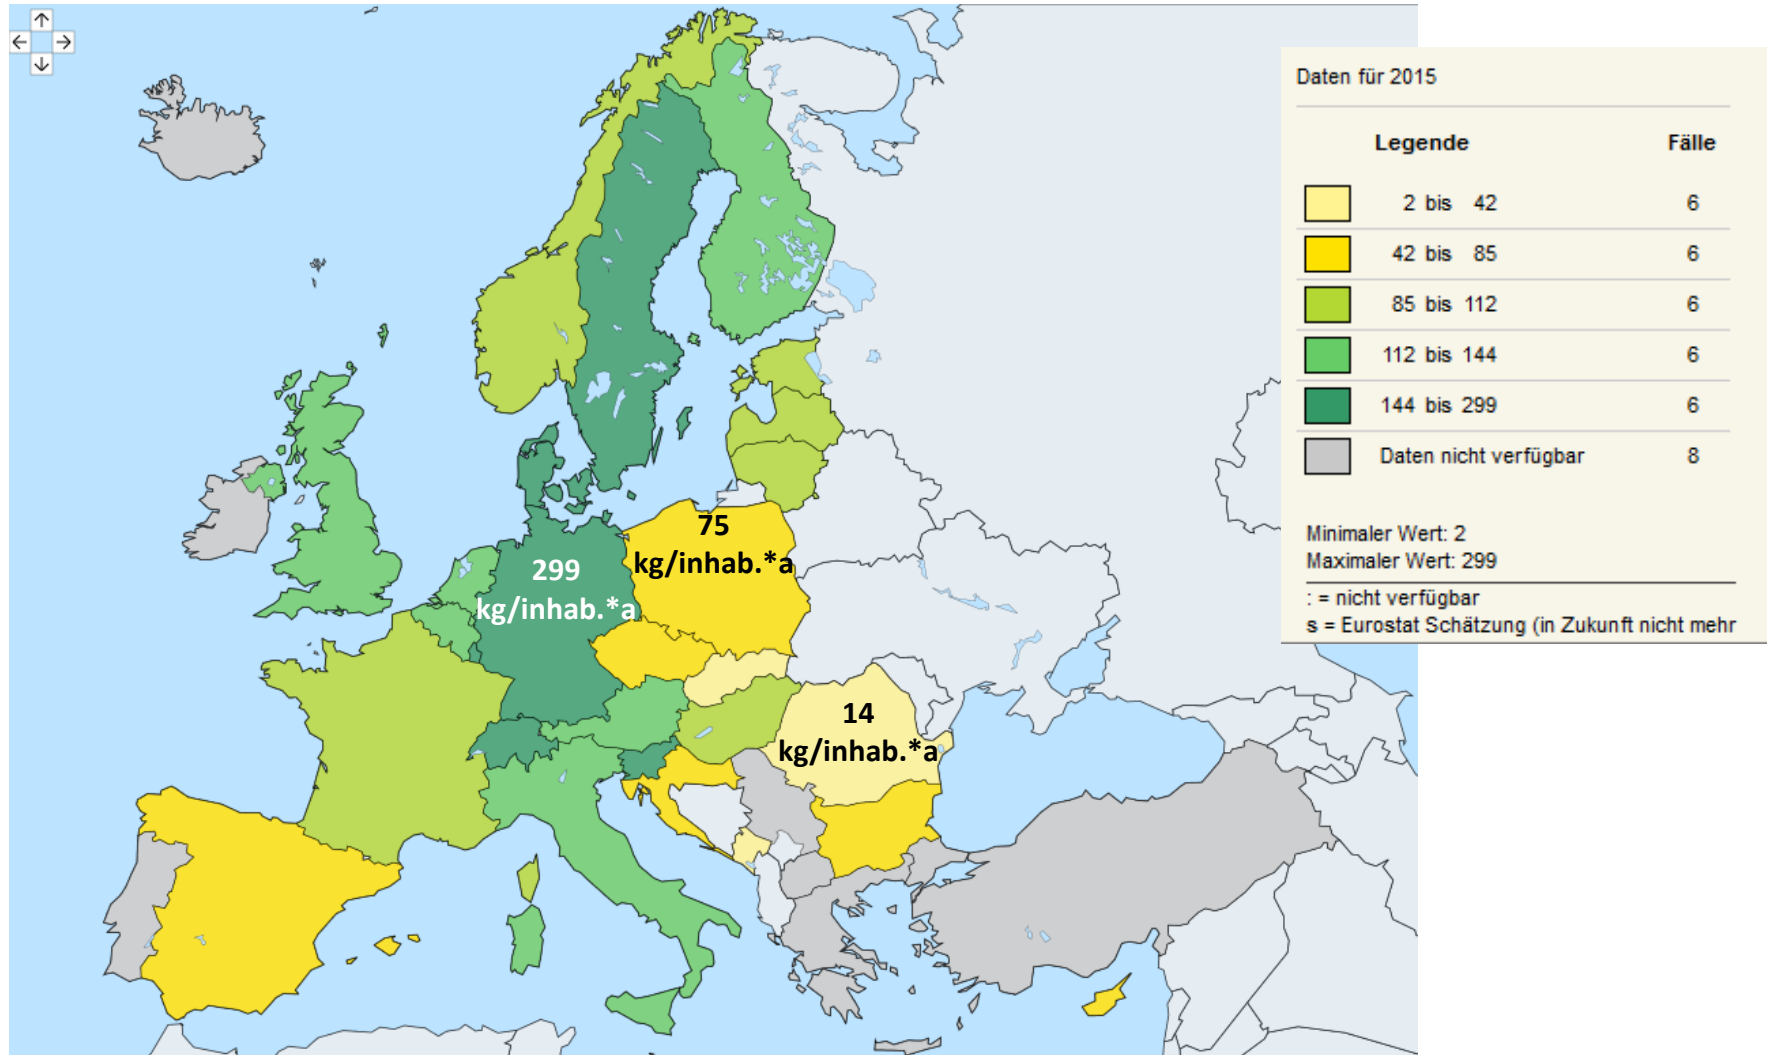 75
kg/inhab.*a
299
kg/inhab.*a
14
kg/inhab.*a
Daten für 2015
Legende Fälle
2 bis 42 6
42 bis 85 6
85 bis 112 6
112 bis 144 6
144 bis 299 6
Daten nicht verfügbar 8
Minimaler Wert: 2
Maximaler Wert: 299
: = nicht verfügbar
s = Eurostat Schätzung (in Zukunft nicht mehr